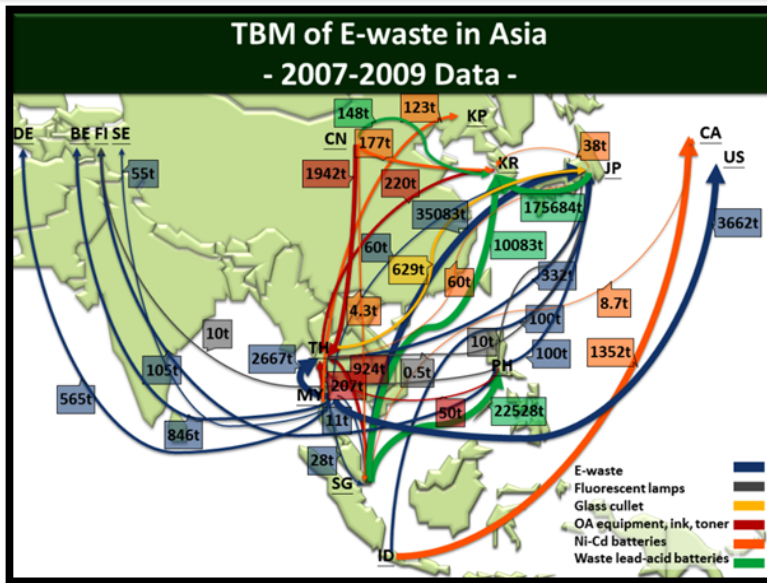 TBM of E-waste in Asia
- 2007-2009 Data -
123t
148t
KP
DE
BE FI SE
CN
177t
38t
CA
KR
JP
US
55t
1942t
220t
175684t
35083t
3662t
60t
10083t
629t
332t
60t
4.3t
8.7t
100t
10t
10t
TH
2667t
100t
1352t
105t
924t
0.5t
PH
207t
565t
MY
50t
22528t
11t
846t
28t
SG
E-waste
Fluorescent lamps
Glass cullet
OA equipment, ink, toner
Ni-Cd batteries
ID
Waste lead-acid batteries